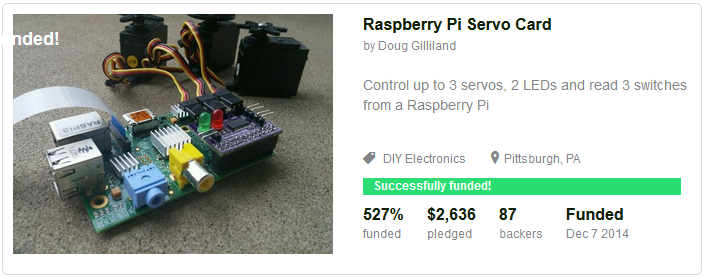 nded!
Raspberry Pi Servo Card
by Doug Gilliland
Control up to 3 servos, 2 LEDs and read 3 switches
from a Raspberry Pi
DIY Electronics
Pittsburgh, PA
Successfully funded!
527%
$2,636
87
Funded
funded
pledged
backers
Dec 7 2014